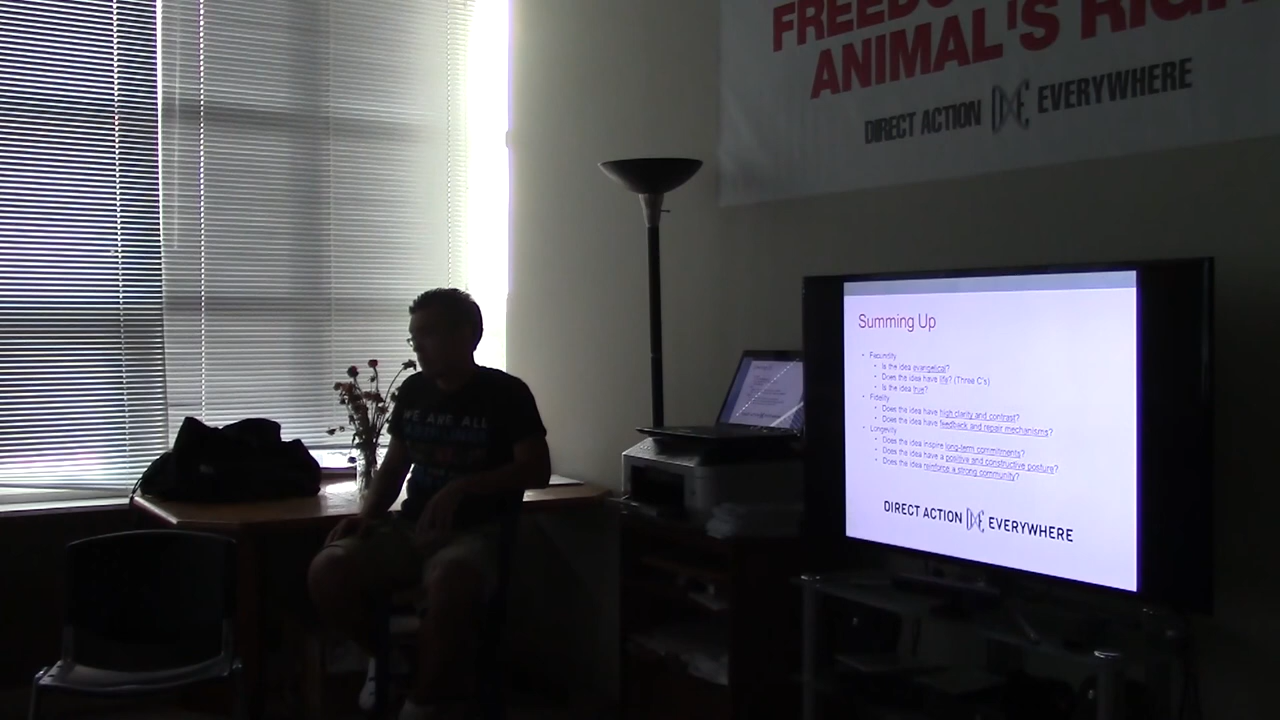 FREEDO
ANIMAL'S RIGH
DIRECT ACTION DXE EVERYWHERE
WE ARE ALL
Summing Up
• Fecundity
• Is the idea evangelical?
• Does the idea have life? (Three C's)
• Is the idea true?
• Fidelity
• Does the idea have high clarity and contrast?
• Does the idea have feedback and repair mechanisms?
• Longevity
• Does the idea inspire long-term commitments?
• Does the idea have a positive and constructive posture?
• Does the idea reinforce a strong community?
DIRECT ACTION DXE EVERYWHERE